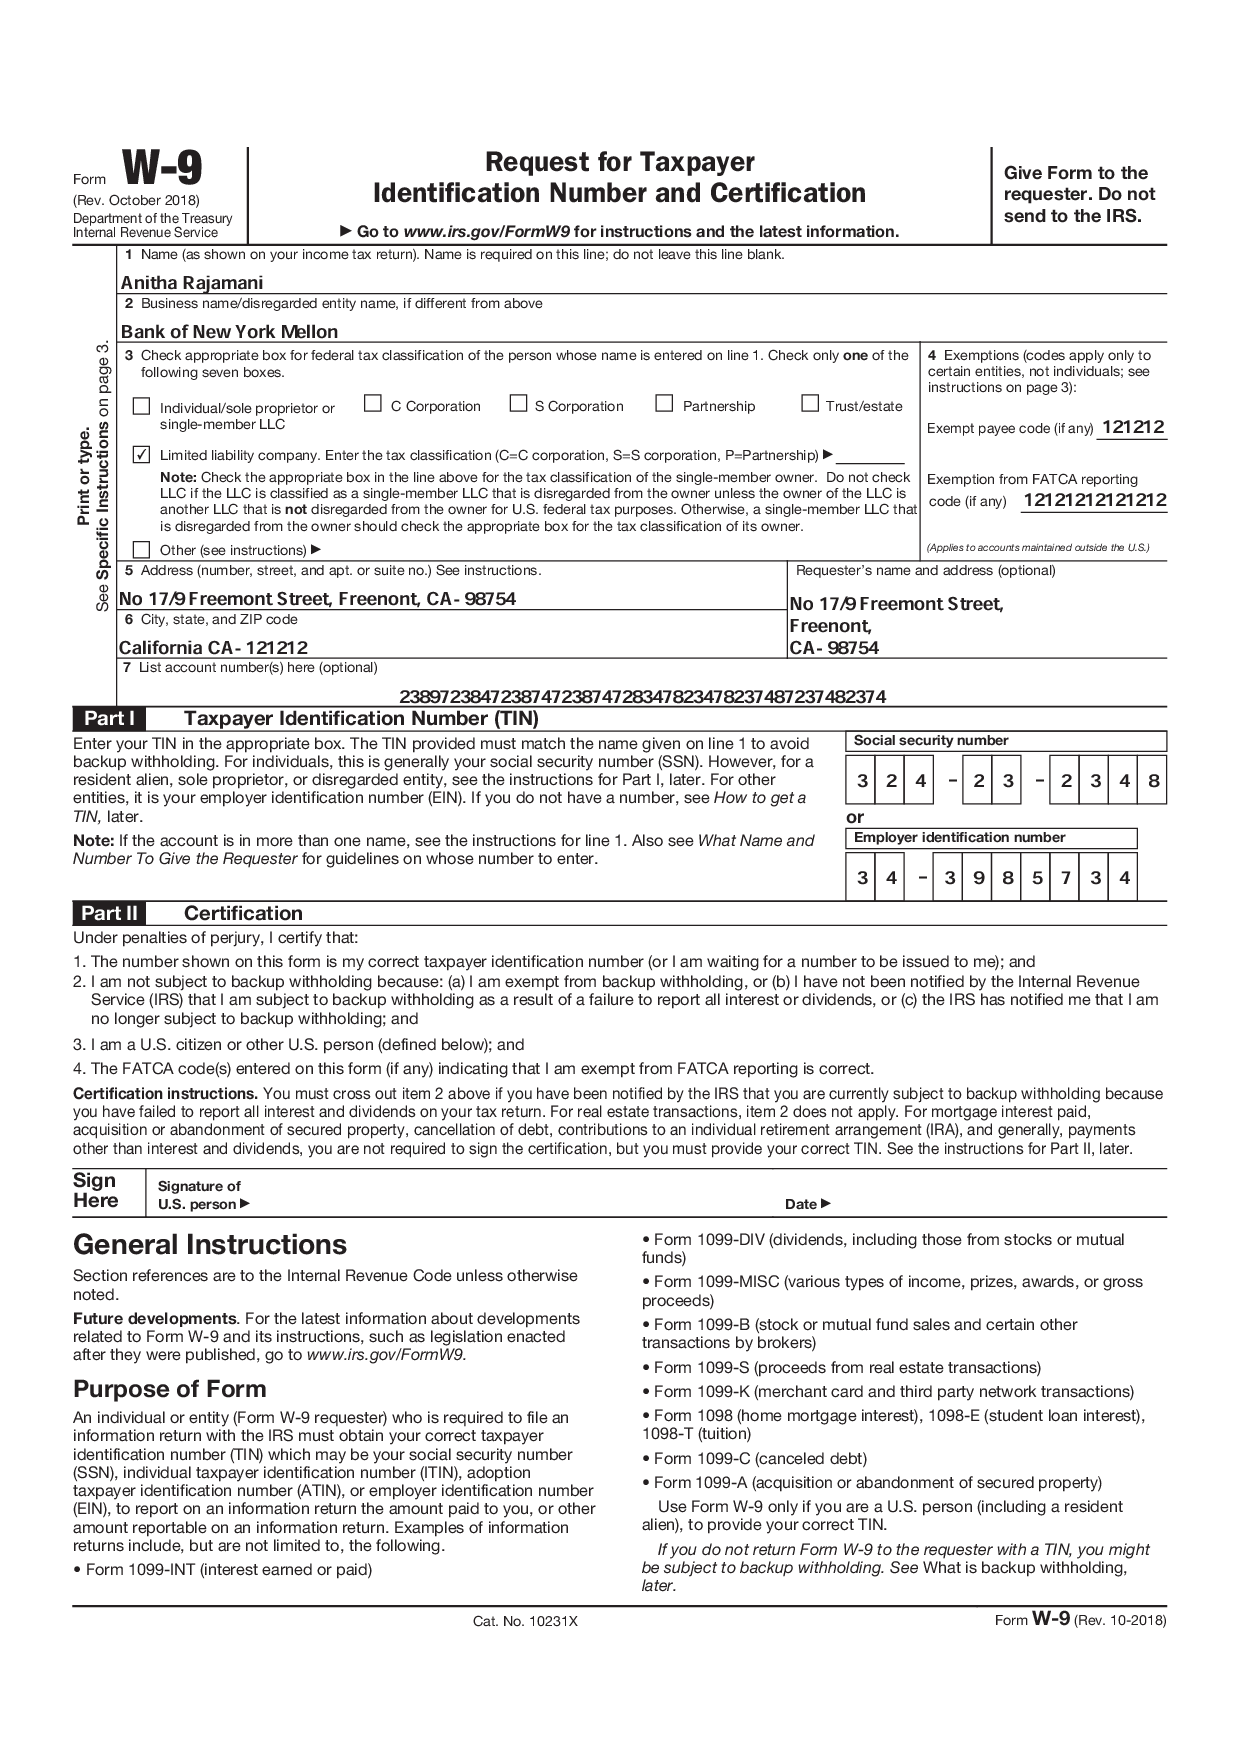 Form W-9
(Rev. October 2018)
Department of the Treasury
Internal Revenue Service
Request for Taxpayer
Identification Number and Certification
▶ Go to www.irs.gov/FormW9 for instructions and the latest information.
Give Form to the
requester. Do not
send to the IRS.
Print or type.
See Specific Instructions on page 3.
1 Name (as shown on your income tax return). Name is required on this line; do not leave this line blank.
Anitha Rajamani
2 Business name/disregarded entity name, if different from above
Bank of New York Mellon
3 Check appropriate box for federal tax classification of the person whose name is entered on line 1. Check only one of the
following seven boxes.
Individual/sole proprietor or
single-member LLC
C Corporation
S Corporation
Partnership
Trust/estate
✓ Limited liability company. Enter the tax classification (C=C corporation, S=S corporation, P=Partnership) ▶
Note: Check the appropriate box in the line above for the tax classification of the single-member owner. Do not check
LLC if the LLC is classified as a single-member LLC that is disregarded from the owner unless the owner of the LLC is
another LLC that is not disregarded from the owner for U.S. federal tax purposes. Otherwise, a single-member LLC that
is disregarded from the owner should check the appropriate box for the tax classification of its owner.
Other (see instructions) ▶
4 Exemptions (codes apply only to
certain entities, not individuals; see
instructions on page 3):
Exempt payee code (if any) 121212
Exemption from FATCA reporting
code (if any) 12121212121212
(Applies to accounts maintained outside the U.S.)
5 Address (number, street, and apt. or suite no.) See instructions.
No 17/9 Freemont Street, Freenont, CA - 98754
6 City, state, and ZIP code
California CA - 121212
Requester's name and address (optional)
No 17/9 Freemont Street,
Freenont,
CA - 98754
7 List account number(s) here (optional)
23897238472387472387472834782347823748723748 2374
Part I Taxpayer Identification Number (TIN)
Enter your TIN in the appropriate box. The TIN provided must match the name given on line 1 to avoid
backup withholding. For individuals, this is generally your social security number (SSN). However, for a
resident alien, sole proprietor, or disregarded entity, see the instructions for Part I, later. For other
entities, it is your employer identification number (EIN). If you do not have a number, see How to get a
TIN, later.
Note: If the account is in more than one name, see the instructions for line 1. Also see What Name and
Number To Give the Requester for guidelines on whose number to enter.
Social security number
3 2 4 - 2 3 - 2 3 4 8
or
Employer identification number
3 4 - 3 9 8 5 7 3 4
Part II Certification
Under penalties of perjury, I certify that:
1. The number shown on this form is my correct taxpayer identification number (or I am waiting for a number to be issued to me); and
2. I am not subject to backup withholding because: (a) I am exempt from backup withholding, or (b) I have not been notified by the Internal Revenue
Service (IRS) that I am subject to backup withholding as a result of a failure to report all interest or dividends, or (c) the IRS has notified me that I am
no longer subject to backup withholding; and
3. I am a U.S. citizen or other U.S. person (defined below); and
4. The FATCA code(s) entered on this form (if any) indicating that I am exempt from FATCA reporting is correct.
Certification instructions. You must cross out item 2 above if you have been notified by the IRS that you are currently subject to backup withholding because
you have failed to report all interest and dividends on your tax return. For real estate transactions, item 2 does not apply. For mortgage interest paid,
acquisition or abandonment of secured property, cancellation of debt, contributions to an individual retirement arrangement (IRA), and generally, payments
other than interest and dividends, you are not required to sign the certification, but you must provide your correct TIN. See the instructions for Part II, later.
Sign
Here
Signature of
U.S. person ▶
Date ▶
General Instructions
Section references are to the Internal Revenue Code unless otherwise
noted.
Future developments. For the latest information about developments
related to Form W-9 and its instructions, such as legislation enacted
after they were published, go to www.irs.gov/FormW9.
Purpose of Form
An individual or entity (Form W-9 requester) who is required to file an
information return with the IRS must obtain your correct taxpayer
identification number (TIN) which may be your social security number
(SSN), individual taxpayer identification number (ITIN), adoption
taxpayer identification number (ATIN), or employer identification number
(EIN), to report on an information return the amount paid to you, or other
amount reportable on an information return. Examples of information
returns include, but are not limited to, the following.
• Form 1099-INT (interest earned or paid)
• Form 1099-DIV (dividends, including those from stocks or mutual
funds)
• Form 1099-MISC (various types of income, prizes, awards, or gross
proceeds)
• Form 1099-B (stock or mutual fund sales and certain other
transactions by brokers)
• Form 1099-S (proceeds from real estate transactions)
• Form 1099-K (merchant card and third party network transactions)
• Form 1098 (home mortgage interest), 1098-E (student loan interest),
1098-T (tuition)
• Form 1099-C (canceled debt)
• Form 1099-A (acquisition or abandonment of secured property)
Use Form W-9 only if you are a U.S. person (including a resident
alien), to provide your correct TIN.
If you do not return Form W-9 to the requester with a TIN, you might
be subject to backup withholding. See What is backup withholding,
later.
Cat. No. 10231X
Form W-9 (Rev. 10-2018)